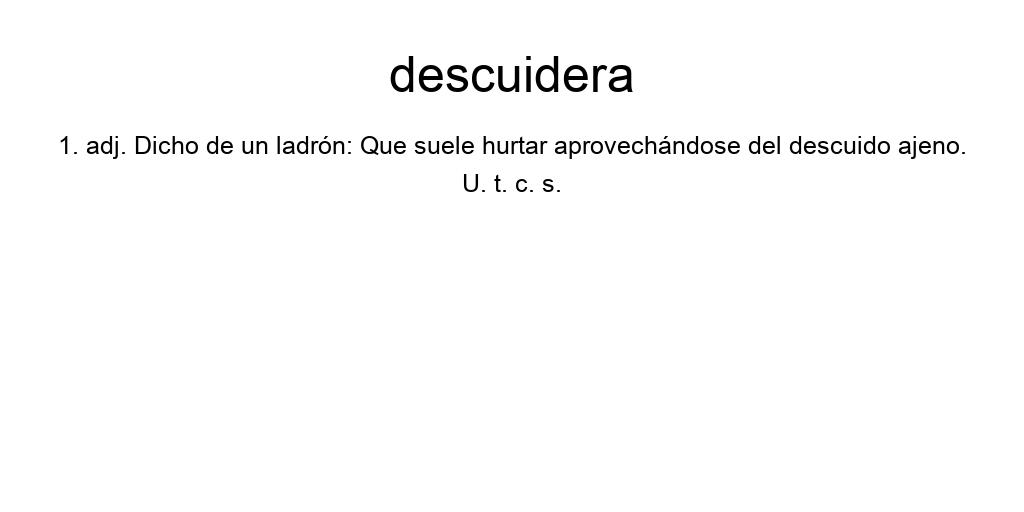 descuidera
1. adj. Dicho de un ladrón: Que suele hurtar aprovechándose del descuido ajeno.
U. t. c. s.